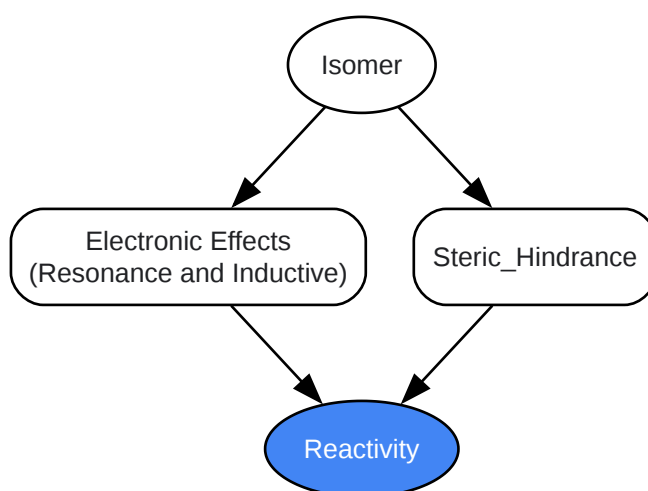 Isomer
Electronic Effects
(Resonance and Inductive)
Steric_Hindrance
Reactivity